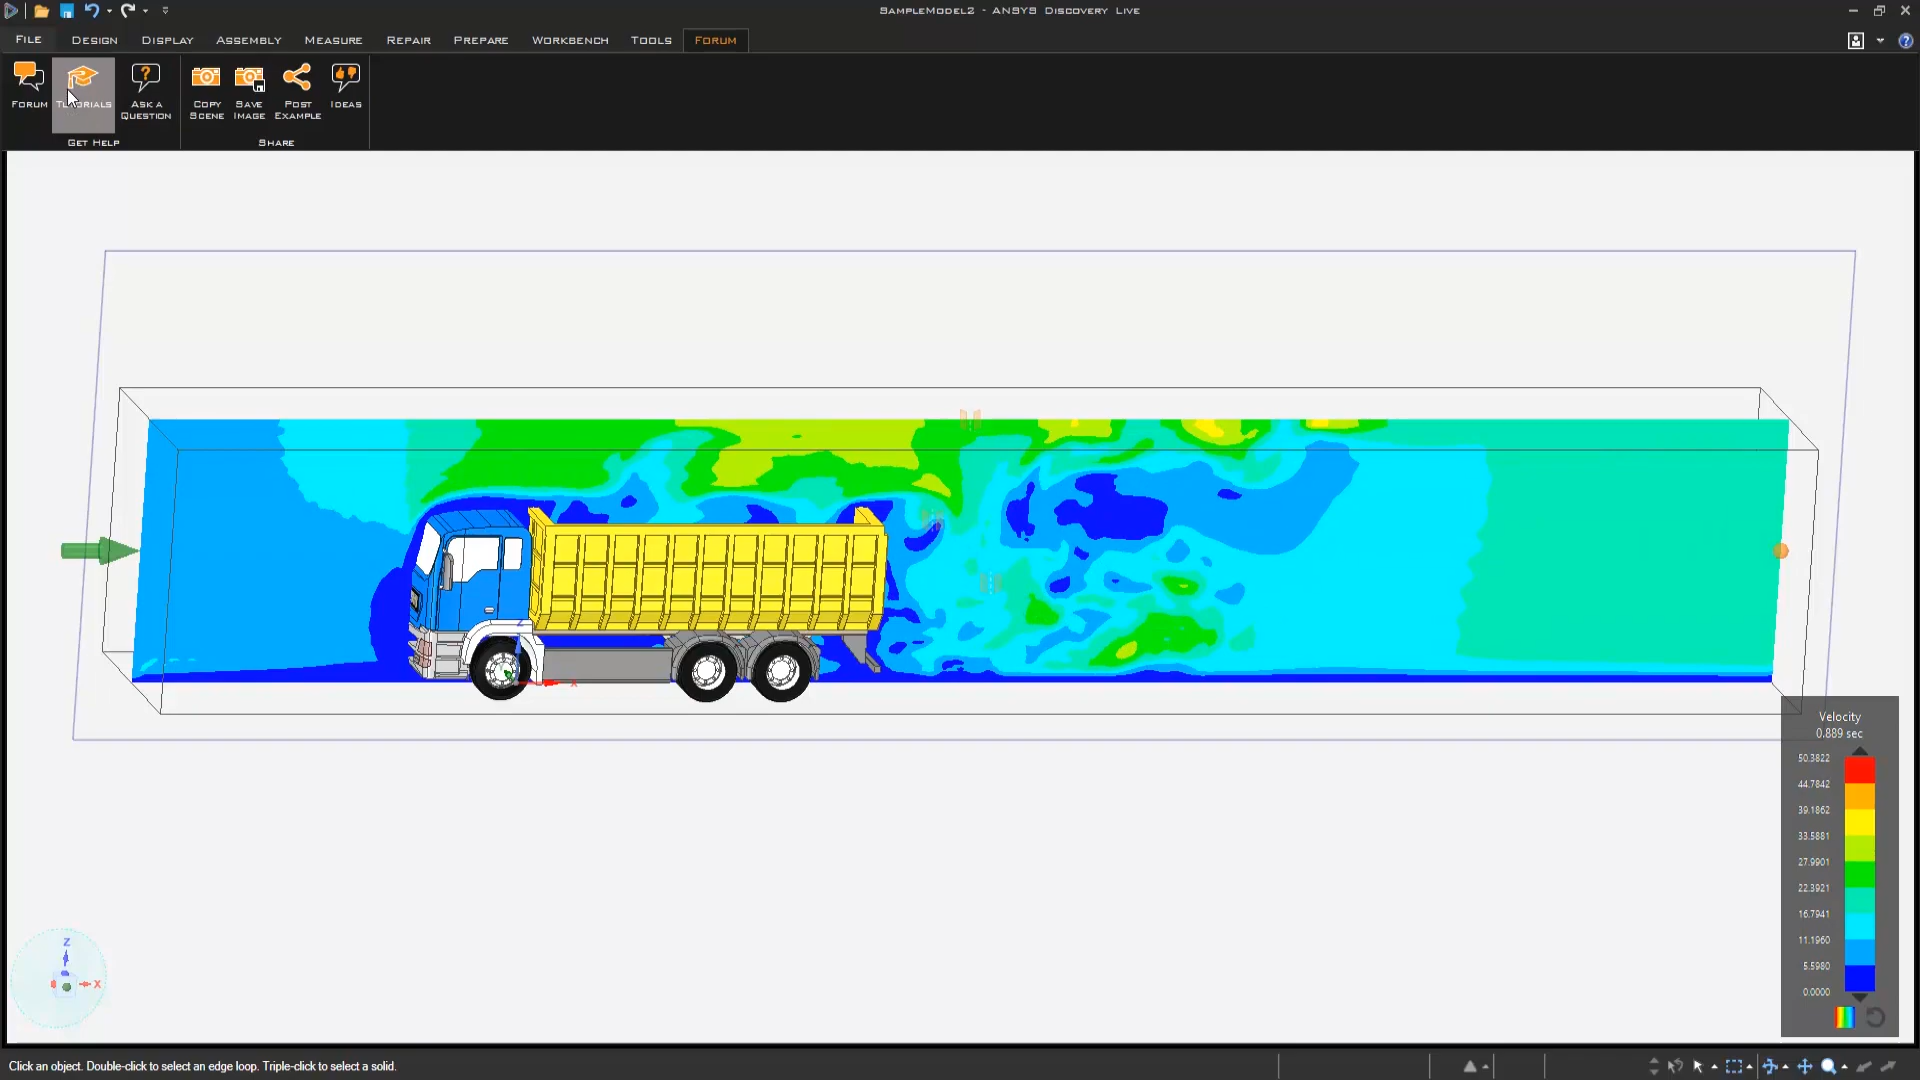 SampleModel2 - ANSYS Discovery Live
File Design Display Assembly Measure Repair Prepare Workbench Tools Forum
Forum Tutorials Ask a Question Copy Scene Save Image Post Example Ideas
Get Help Share
Z
X
Velocity
0.889 sec
50.3822
44.7842
39.1862
33.5881
27.9901
22.3921
16.7941
11.1960
5.5980
0.0000
Z
X
Click an object. Double-click to select an edge loop. Triple-click to select a solid.